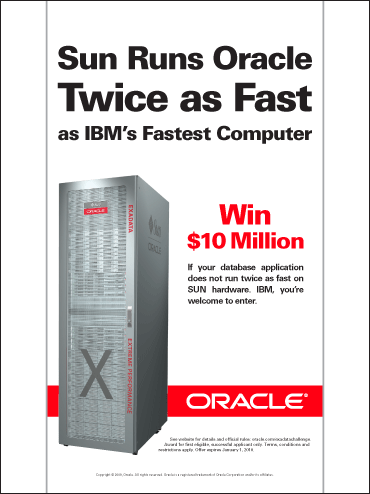 Sun Runs Oracle
Twice as Fast
as IBM's Fastest Computer
ORACLE
EXADATA
Sun
ORACLE
Win
$10 Million
If your database application
does not run twice as fast on
SUN hardware. IBM, you're
welcome to enter.
X
EXTREME PERFORMANCE
ORACLE®
See website for details and official rules: oracle.com/exadatachallenge.
Award for first eligible, successful applicant only. Terms, conditions and
restrictions apply. Offer expires January 1, 2010.
Copyright © 2009, Oracle. All rights reserved. Oracle is a registered trademark of Oracle Corporation and/or its affiliates.